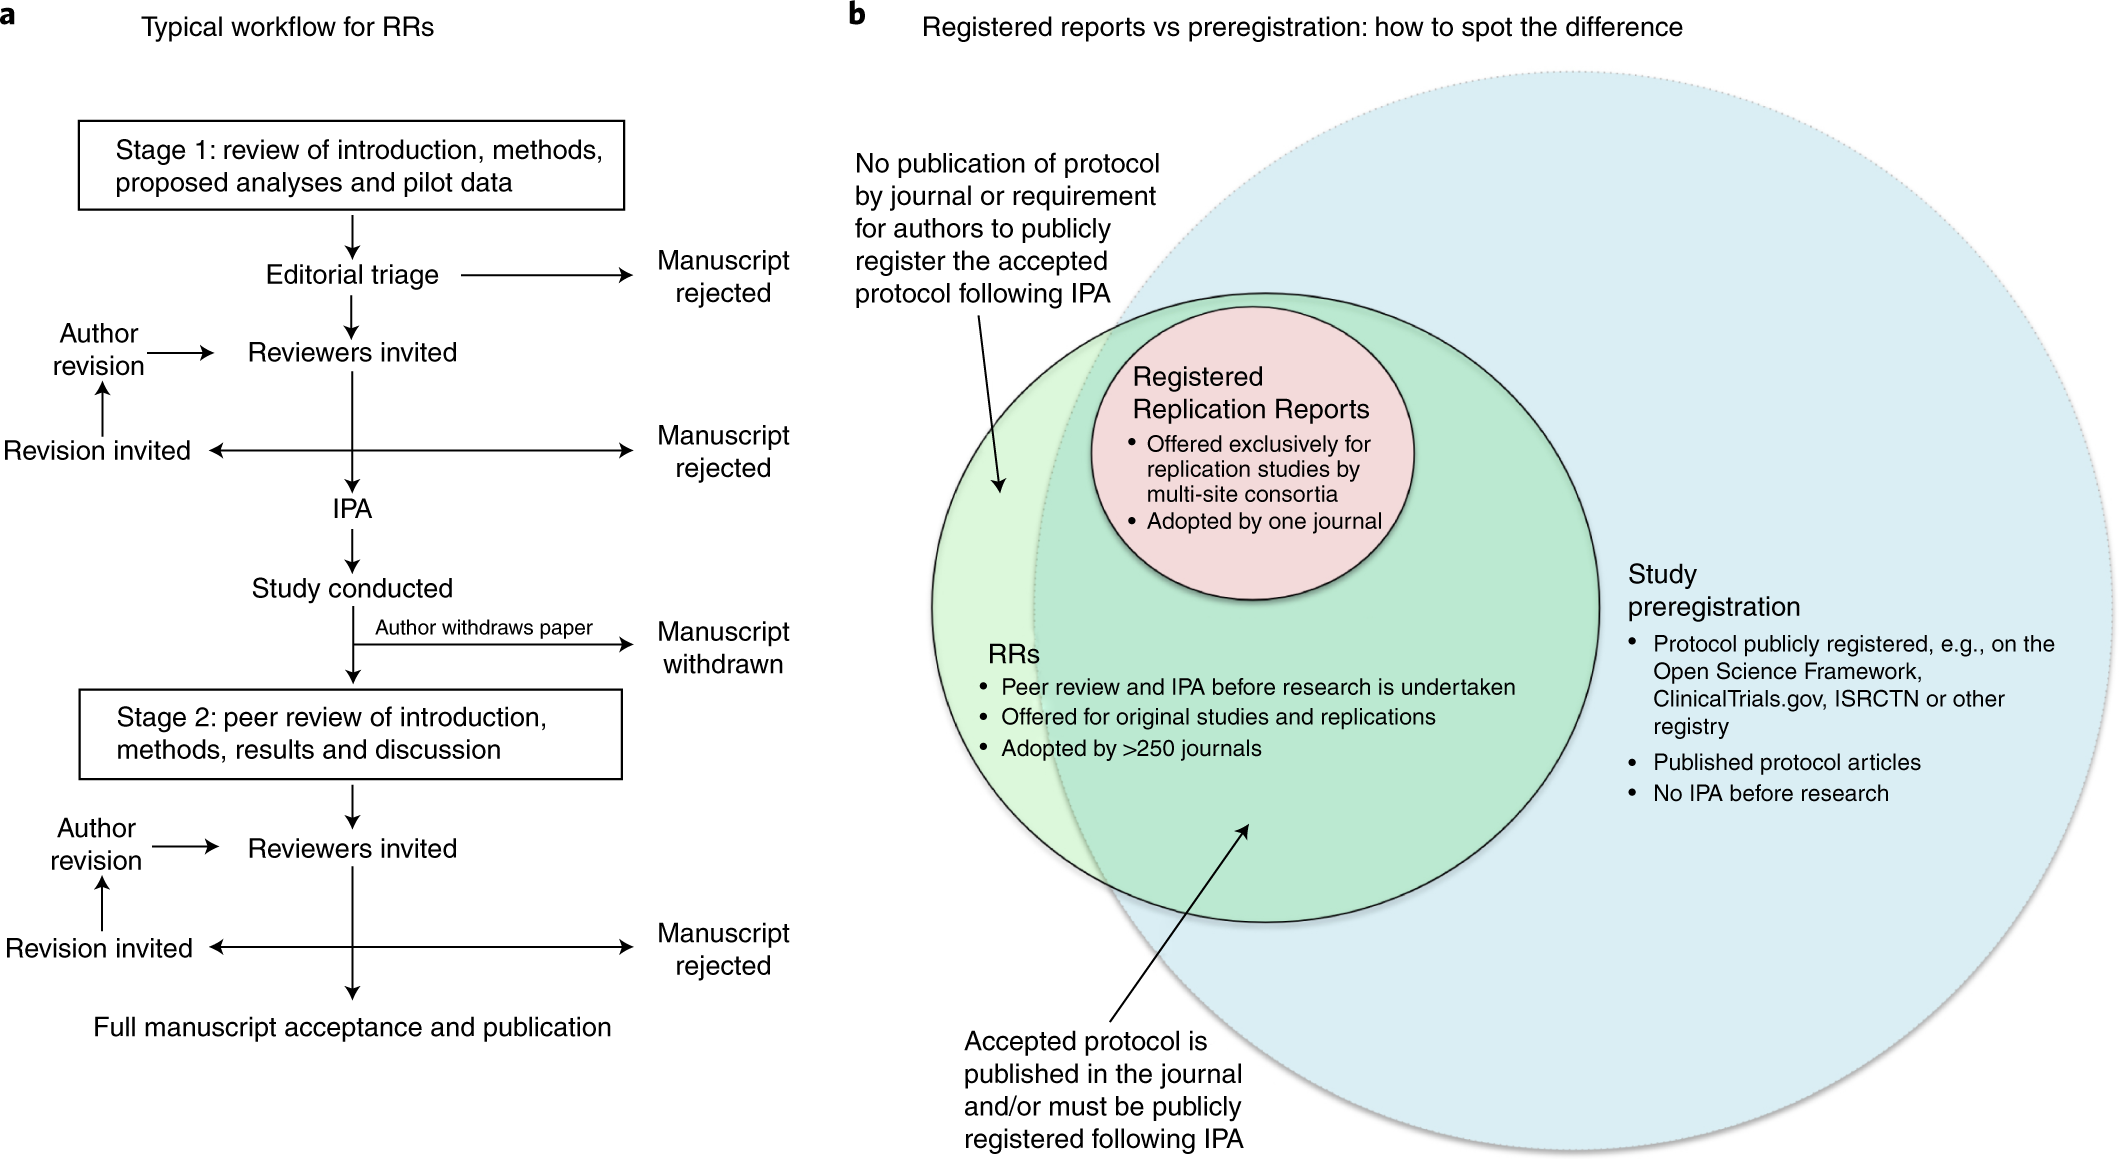 a
Typical workflow for RRs
Stage 1: review of introduction, methods,
proposed analyses and pilot data
Editorial triage
Manuscript
rejected
Author
revision
Reviewers invited
Revision invited
Manuscript
rejected
IPA
Study conducted
Author withdraws paper
Manuscript
withdrawn
Stage 2: peer review of introduction,
methods, results and discussion
Author
revision
Reviewers invited
Revision invited
Manuscript
rejected
Full manuscript acceptance and publication
b
Registered reports vs preregistration: how to spot the difference
No publication of protocol
by journal or requirement
for authors to publicly
register the accepted
protocol following IPA
Registered
Replication Reports
• Offered exclusively for
replication studies by
multi-site consortia
• Adopted by one journal
RRs
• Peer review and IPA before research is undertaken
• Offered for original studies and replications
• Adopted by >250 journals
Study
preregistration
• Protocol publicly registered, e.g., on the
Open Science Framework,
ClinicalTrials.gov, ISRCTN or other
registry
• Published protocol articles
• No IPA before research
Accepted protocol is
published in the journal
and/or must be publicly
registered following IPA